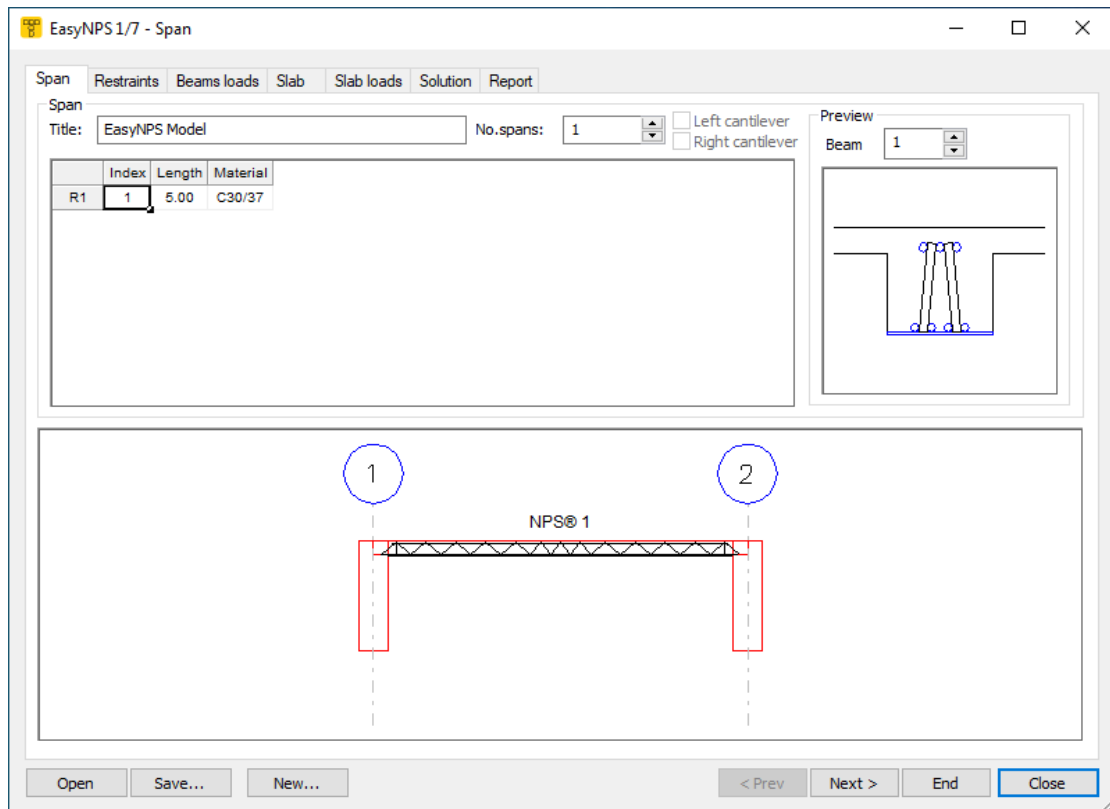 EasyNPS 1/7 - Span
Span Restraints Beams loads Slab Slab loads Solution Report
Span
Title: EasyNPS Model No.spans: 1 Left cantilever
Right cantilever
Preview
Beam 1
Index Length Material
R1 1 5.00 C30/37
1 2
NPS® 1
Open Save... New... < Prev Next > End Close